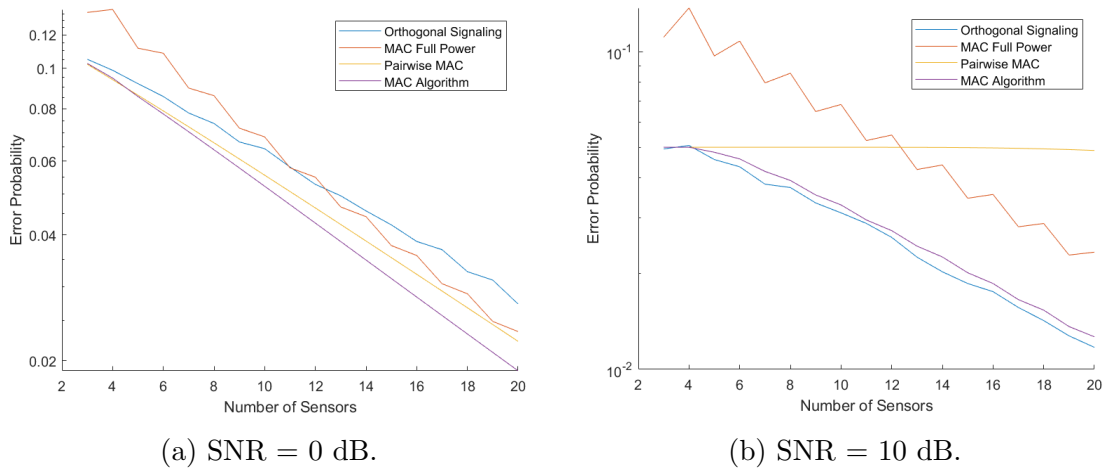 0.12
0.1
0.08
0.06
0.04
0.02
Error Probability
2 4 6 8 10 12 14 16 18 20
Number of Sensors
Orthogonal Signaling
MAC Full Power
Pairwise MAC
MAC Algorithm
(a) SNR = 0 dB.
10⁻¹
10⁻²
Error Probability
2 4 6 8 10 12 14 16 18 20
Number of Sensors
Orthogonal Signaling
MAC Full Power
Pairwise MAC
MAC Algorithm
(b) SNR = 10 dB.